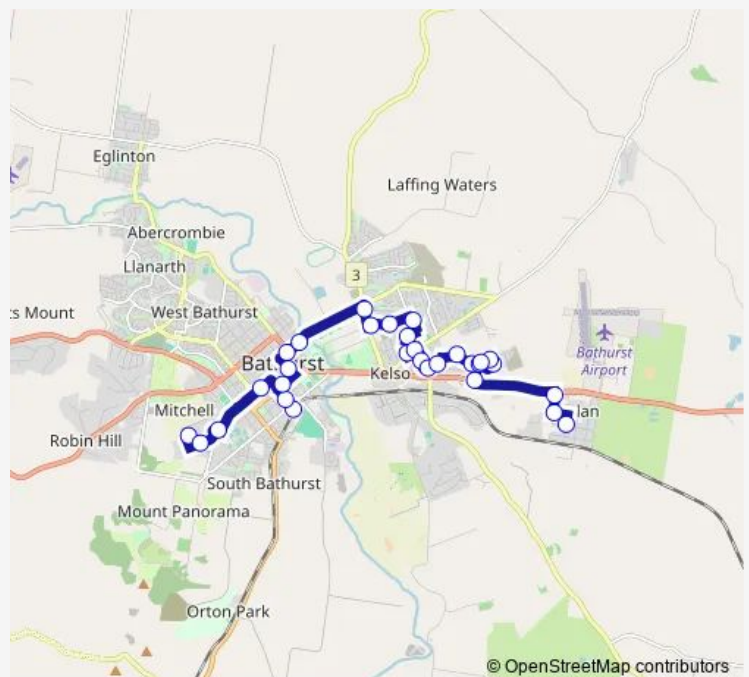 Eglinton
Laffing Waters
Abercrombie
Llanarth
3
s Mount
West Bathurst
Bathurst
Airport
Bathurst
Kelso
Mitchell
lan
Robin Hill
South Bathurst
Mount Panorama
Orton Park
© OpenStreetMap contributors